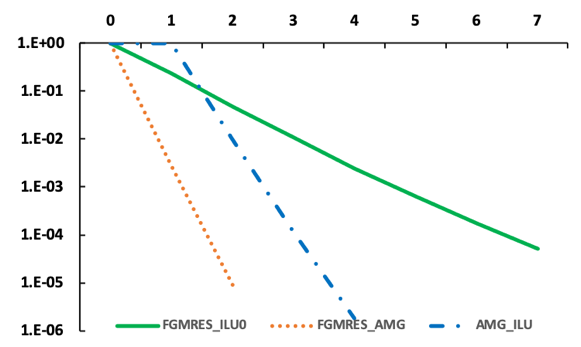 0 1 2 3 4 5 6 7
1.E+00
1.E-01
1.E-02
1.E-03
1.E-04
1.E-05
1.E-06
FGMRES_ILU0 FGMRES_AMG AMG_ILU